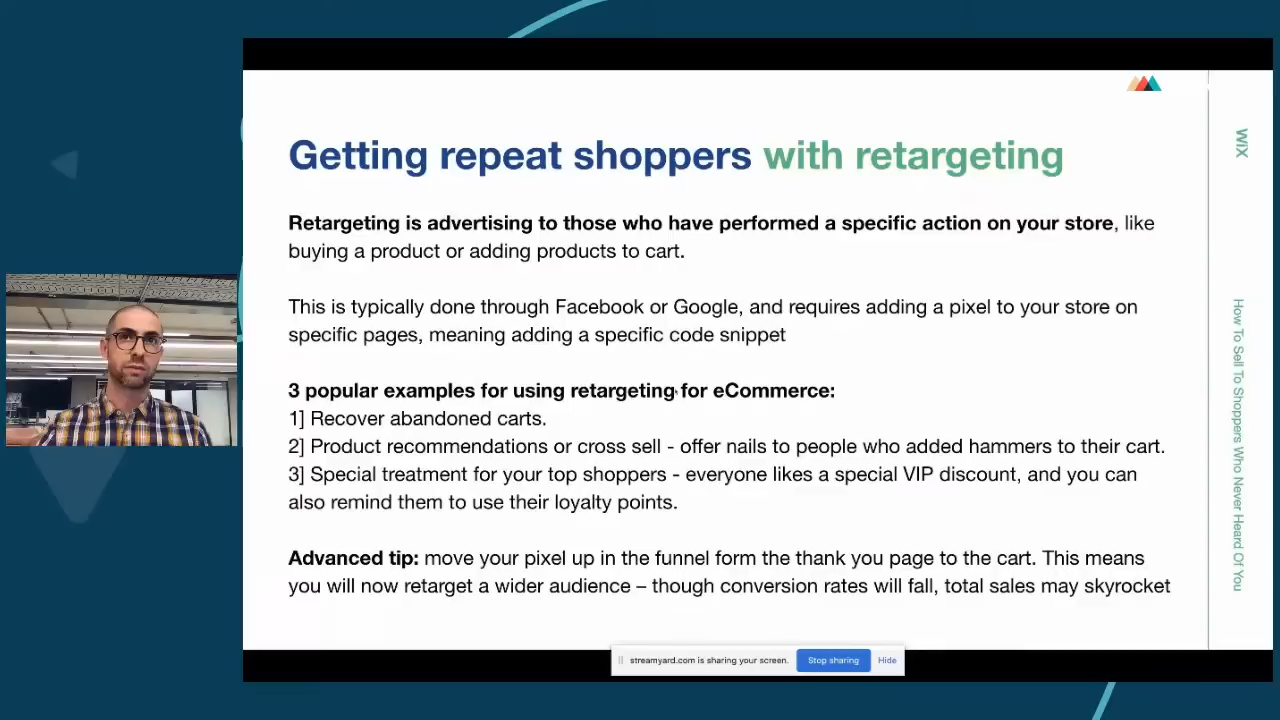 Getting repeat shoppers with retargeting
Retargeting is advertising to those who have performed a specific action on your store, like
buying a product or adding products to cart.
This is typically done through Facebook or Google, and requires adding a pixel to your store on
specific pages, meaning adding a specific code snippet
3 popular examples for using retargeting for eCommerce:
1] Recover abandoned carts.
2] Product recommendations or cross sell - offer nails to people who added hammers to their cart.
3] Special treatment for your top shoppers - everyone likes a special VIP discount, and you can
also remind them to use their loyalty points.
Advanced tip: move your pixel up in the funnel form the thank you page to the cart. This means
you will now retarget a wider audience – though conversion rates will fall, total sales may skyrocket
WIX
How To Sell To Shoppers Who Never Heard Of You
streamyard.com is sharing your screen.
Stop sharing
Hide